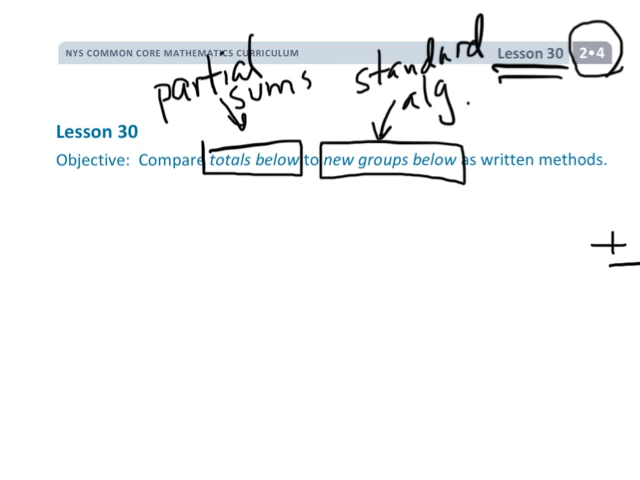 NYS COMMON CORE MATHEMATICS CURRICULUM Lesson 30 2•4
partial sums standard alg.
Lesson 30
Objective: Compare totals below to new groups below as written methods.
+